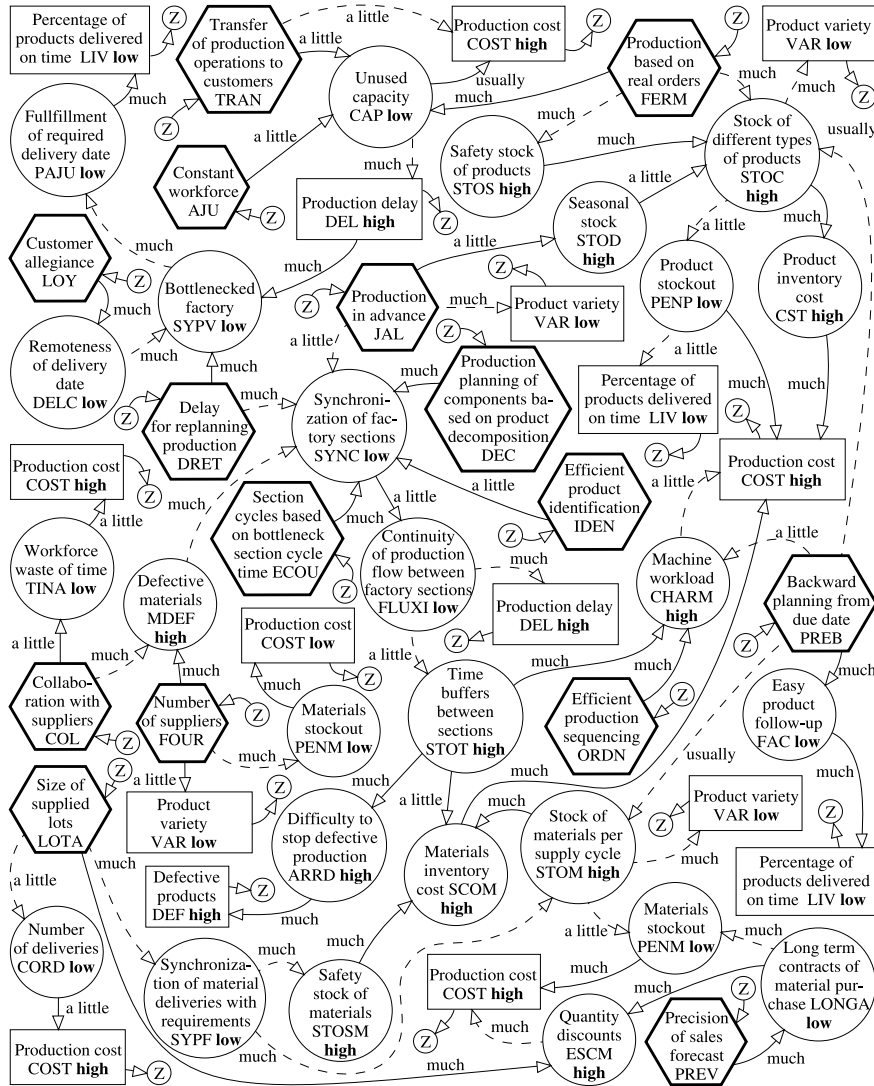 Percentage of
products delivered
on time LIV low
Z
Transfer
of production
operations to
customers
TRAN
a little
Production cost
COST high
Z
Production
based on
real orders
FERM
Z
Product variety
VAR low
Z
much
Z
a little
usually
much
much
much
usually
Fullfillment
of required
delivery date
PAJU low
Unused
capacity
CAP low
a little
much
Safety stock
of products
STOS high
much
Stock of
different types
of products
STOC
high
Constant
workforce
AJU
Z
much
Production delay
DEL high
Z
a little
Seasonal
stock
STOD
high
a little
a little
much
Customer
allegiance
LOY
Z
much
much
Product
stockout
PENP low
Product
inventory
cost
CST high
much
Bottlenecked
factory
SYPV low
Z
Production
in advance
JAL
much
Z
Product variety
VAR low
much
Remoteness
of delivery
date
DELC low
a little
Z
a little
Z
Delay
for replanning
production
DRET
much
Synchronization
of factory
sections
SYNC low
much
Production
planning of
components based
on product
decomposition
DEC
Percentage of
products delivered
on time LIV low
Z
much
much
Z
Production cost
COST high
Production cost
COST high
Z
much
Section
cycles based
on bottleneck
section cycle
time ECOU
much
Z
a little
a little
Efficient
product
identification
IDEN
Z
a little
Workforce
waste of time
TINA low
Defective
materials
MDEF
high
Continuity
of production
flow between
factory sections
FLUXI low
much
Production delay
DEL high
Z
Machine
workload
CHARM
high
a little
a little
Backward
planning from
due date
PREB
Z
a little
much
much
Production cost
COST low
Z
a little
much
much
much
Collabo-
ration with
suppliers
COL
Z
Number
of suppliers
FOUR
Z
much
much
Materials
stockout
PENM low
Time
buffers
between
sections
STOT high
Efficient
production
sequencing
ORDN
Z
Easy
product
follow-up
FAC low
usually
Size of
supplied
lots
LOTA
Z
a little
Product
variety
VAR low
Z
much
a little
much
much
Z
Product variety
VAR low
Difficulty to
stop defective
production
ARRD
high
Materials
inventory
cost SCOM
high
Stock of
materials per
supply cycle
STOM high
much
Z
Percentage of
products delivered
on time LIV low
a little
much
Defective
products
DEF high
Z
much
much
a little
Materials
stockout
PENM low
much
Number
of deliveries
CORD low
Synchronization
of material
deliveries with
requirements
SYPF low
much
Safety
stock of
materials
STOSM
high
Production cost
COST high
Z
much
much
Long term
contracts of
material pur-
chase LONGA
low
a little
Production cost
COST high
Z
much
much
much
Quantity
discounts
ESCM
high
Precision
of sales
forecast
PREV
Z
much